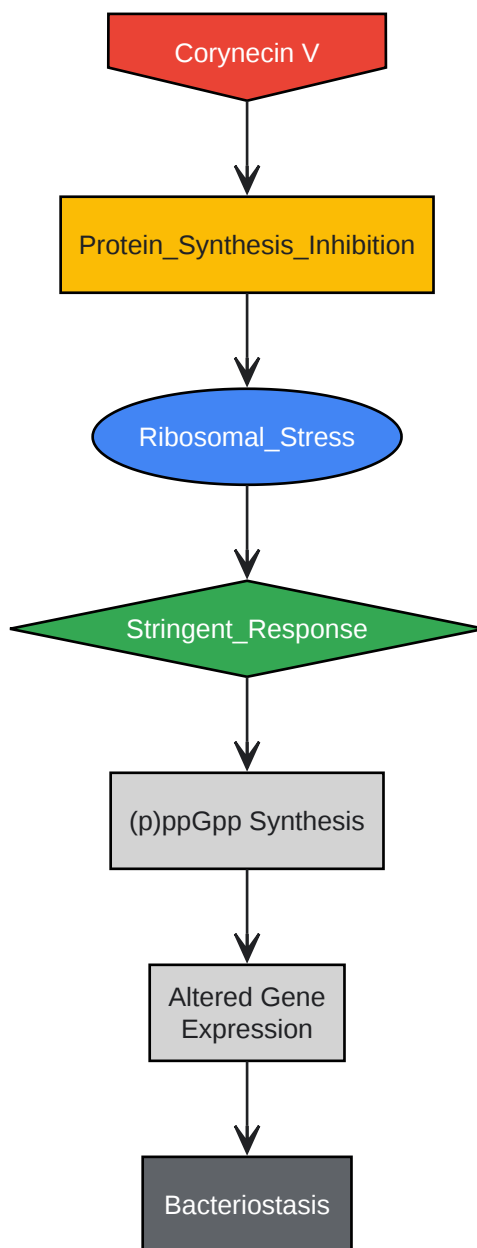 Corynecin V
Protein_Synthesis_Inhibition
Ribosomal_Stress
Stringent_Response
(p)ppGpp Synthesis
Altered Gene
Expression
Bacteriostasis